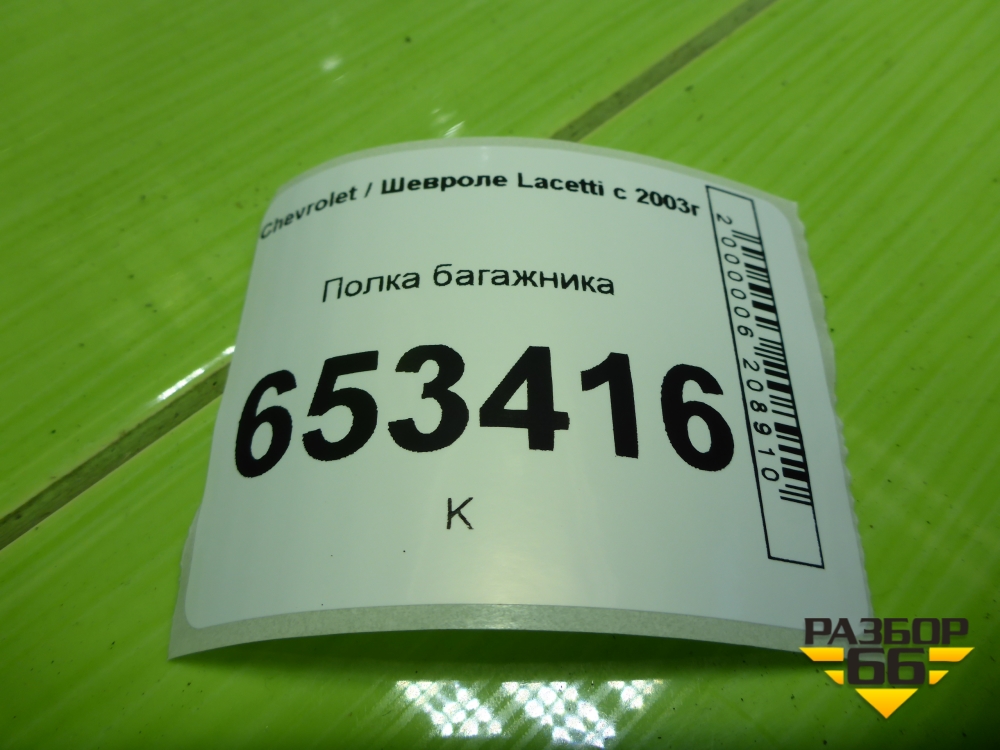 Chevrolet / Шевроле Lacetti с 2003г
Полка багажника
653416
К
2000006208910
РАЗБОР
66